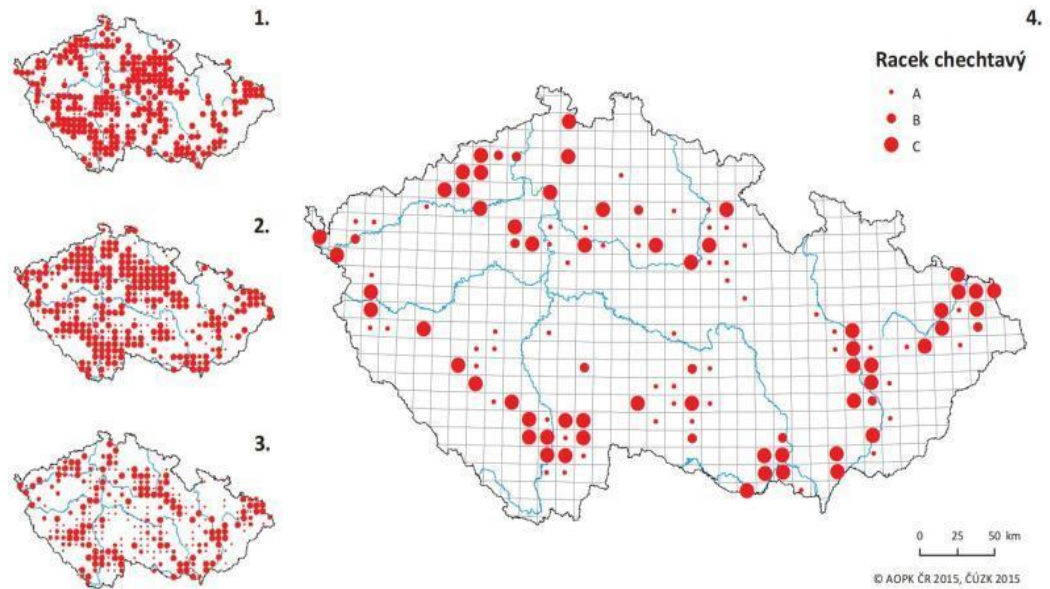 1.
2.
3.
4.
Racek chechtavý
A
B
C
0 25 50 km
© AOPK ČR 2015, ČÚZK 2015